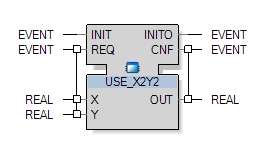 EVENT INIT INITO EVENT
EVENT REQ CNF EVENT
USE_X2Y2
REAL X OUT REAL
REAL Y